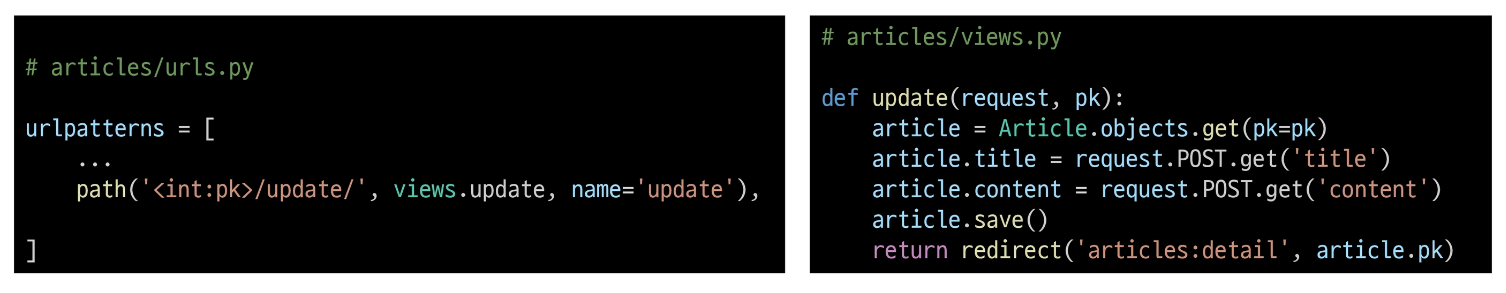 # articles/urls.py
urlpatterns = [
    ...
    path('<int:pk>/update/', views.update, name='update'),
]
# articles/views.py
def update(request, pk):
    article = Article.objects.get(pk=pk)
    article.title = request.POST.get('title')
    article.content = request.POST.get('content')
    article.save()
    return redirect('articles:detail', article.pk)